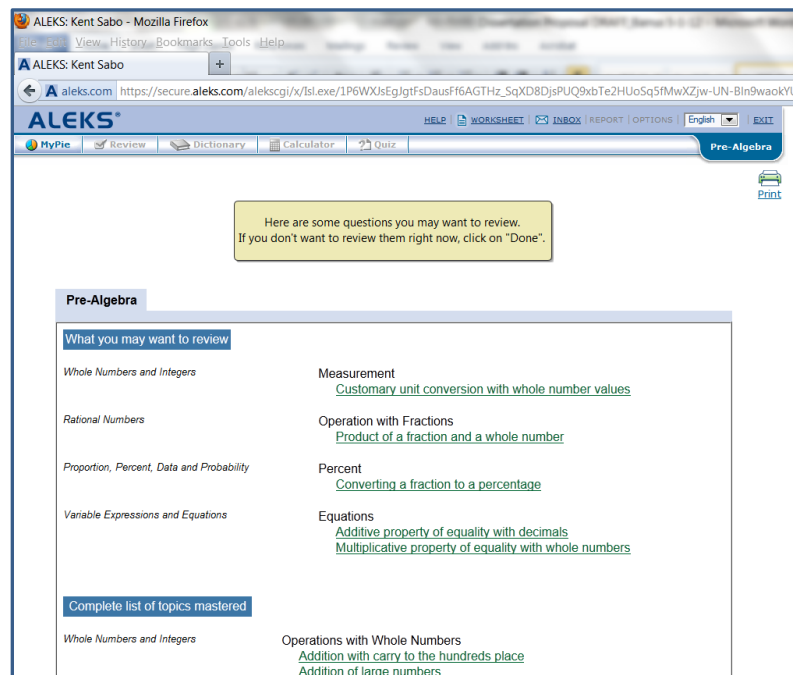 ALEKS: Kent Sabo - Mozilla Firefox
File Edit View History Bookmarks Tools Help
ALEKS: Kent Sabo +
aleks.com https://secure.aleks.com/alekscgi/x/Isl.exe/1P6WXJsEgJgtFsDausFf6AGTHz_SqXD8DjsPUQ9xbTe2HUoSq5fMwXZjw-UN-Bln9waokYU
ALEKS®
HELP | WORKSHEET | INBOX | REPORT | OPTIONS | English | EXIT
MyPie Review Dictionary Calculator Quiz Pre-Algebra
Print
Here are some questions you may want to review.
If you don't want to review them right now, click on "Done".
Pre-Algebra
What you may want to review
Whole Numbers and Integers Measurement
Customary unit conversion with whole number values
Rational Numbers Operation with Fractions
Product of a fraction and a whole number
Proportion, Percent, Data and Probability Percent
Converting a fraction to a percentage
Variable Expressions and Equations Equations
Additive property of equality with decimals
Multiplicative property of equality with whole numbers
Complete list of topics mastered
Whole Numbers and Integers Operations with Whole Numbers
Addition with carry to the hundreds place
Addition of large numbers